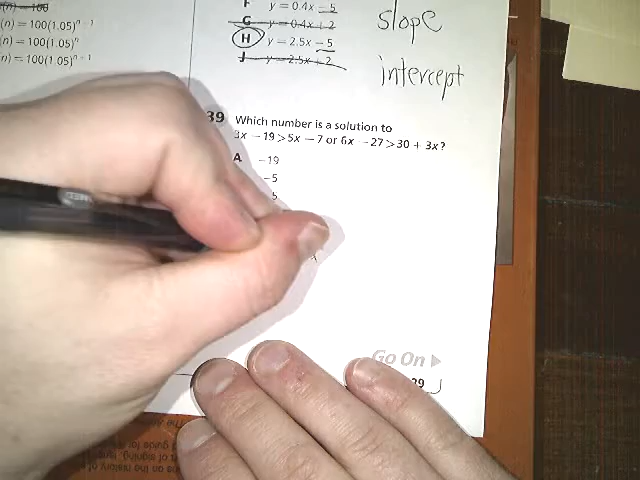 (n) = 100(1.05)ⁿ⁻¹
(n) = 100(1.05)ⁿ
(n) = 100(1.05)ⁿ⁻¹
F y = 0.4x − 5
G y = 0.4x + 2
H y = 2.5x − 5
J y = 2.5x + 2
slope
intercept
39 Which number is a solution to
3x − 19 > 5x − 7 or 6x − 27 > 30 + 3x?
A −19
−5
5
Go On
29